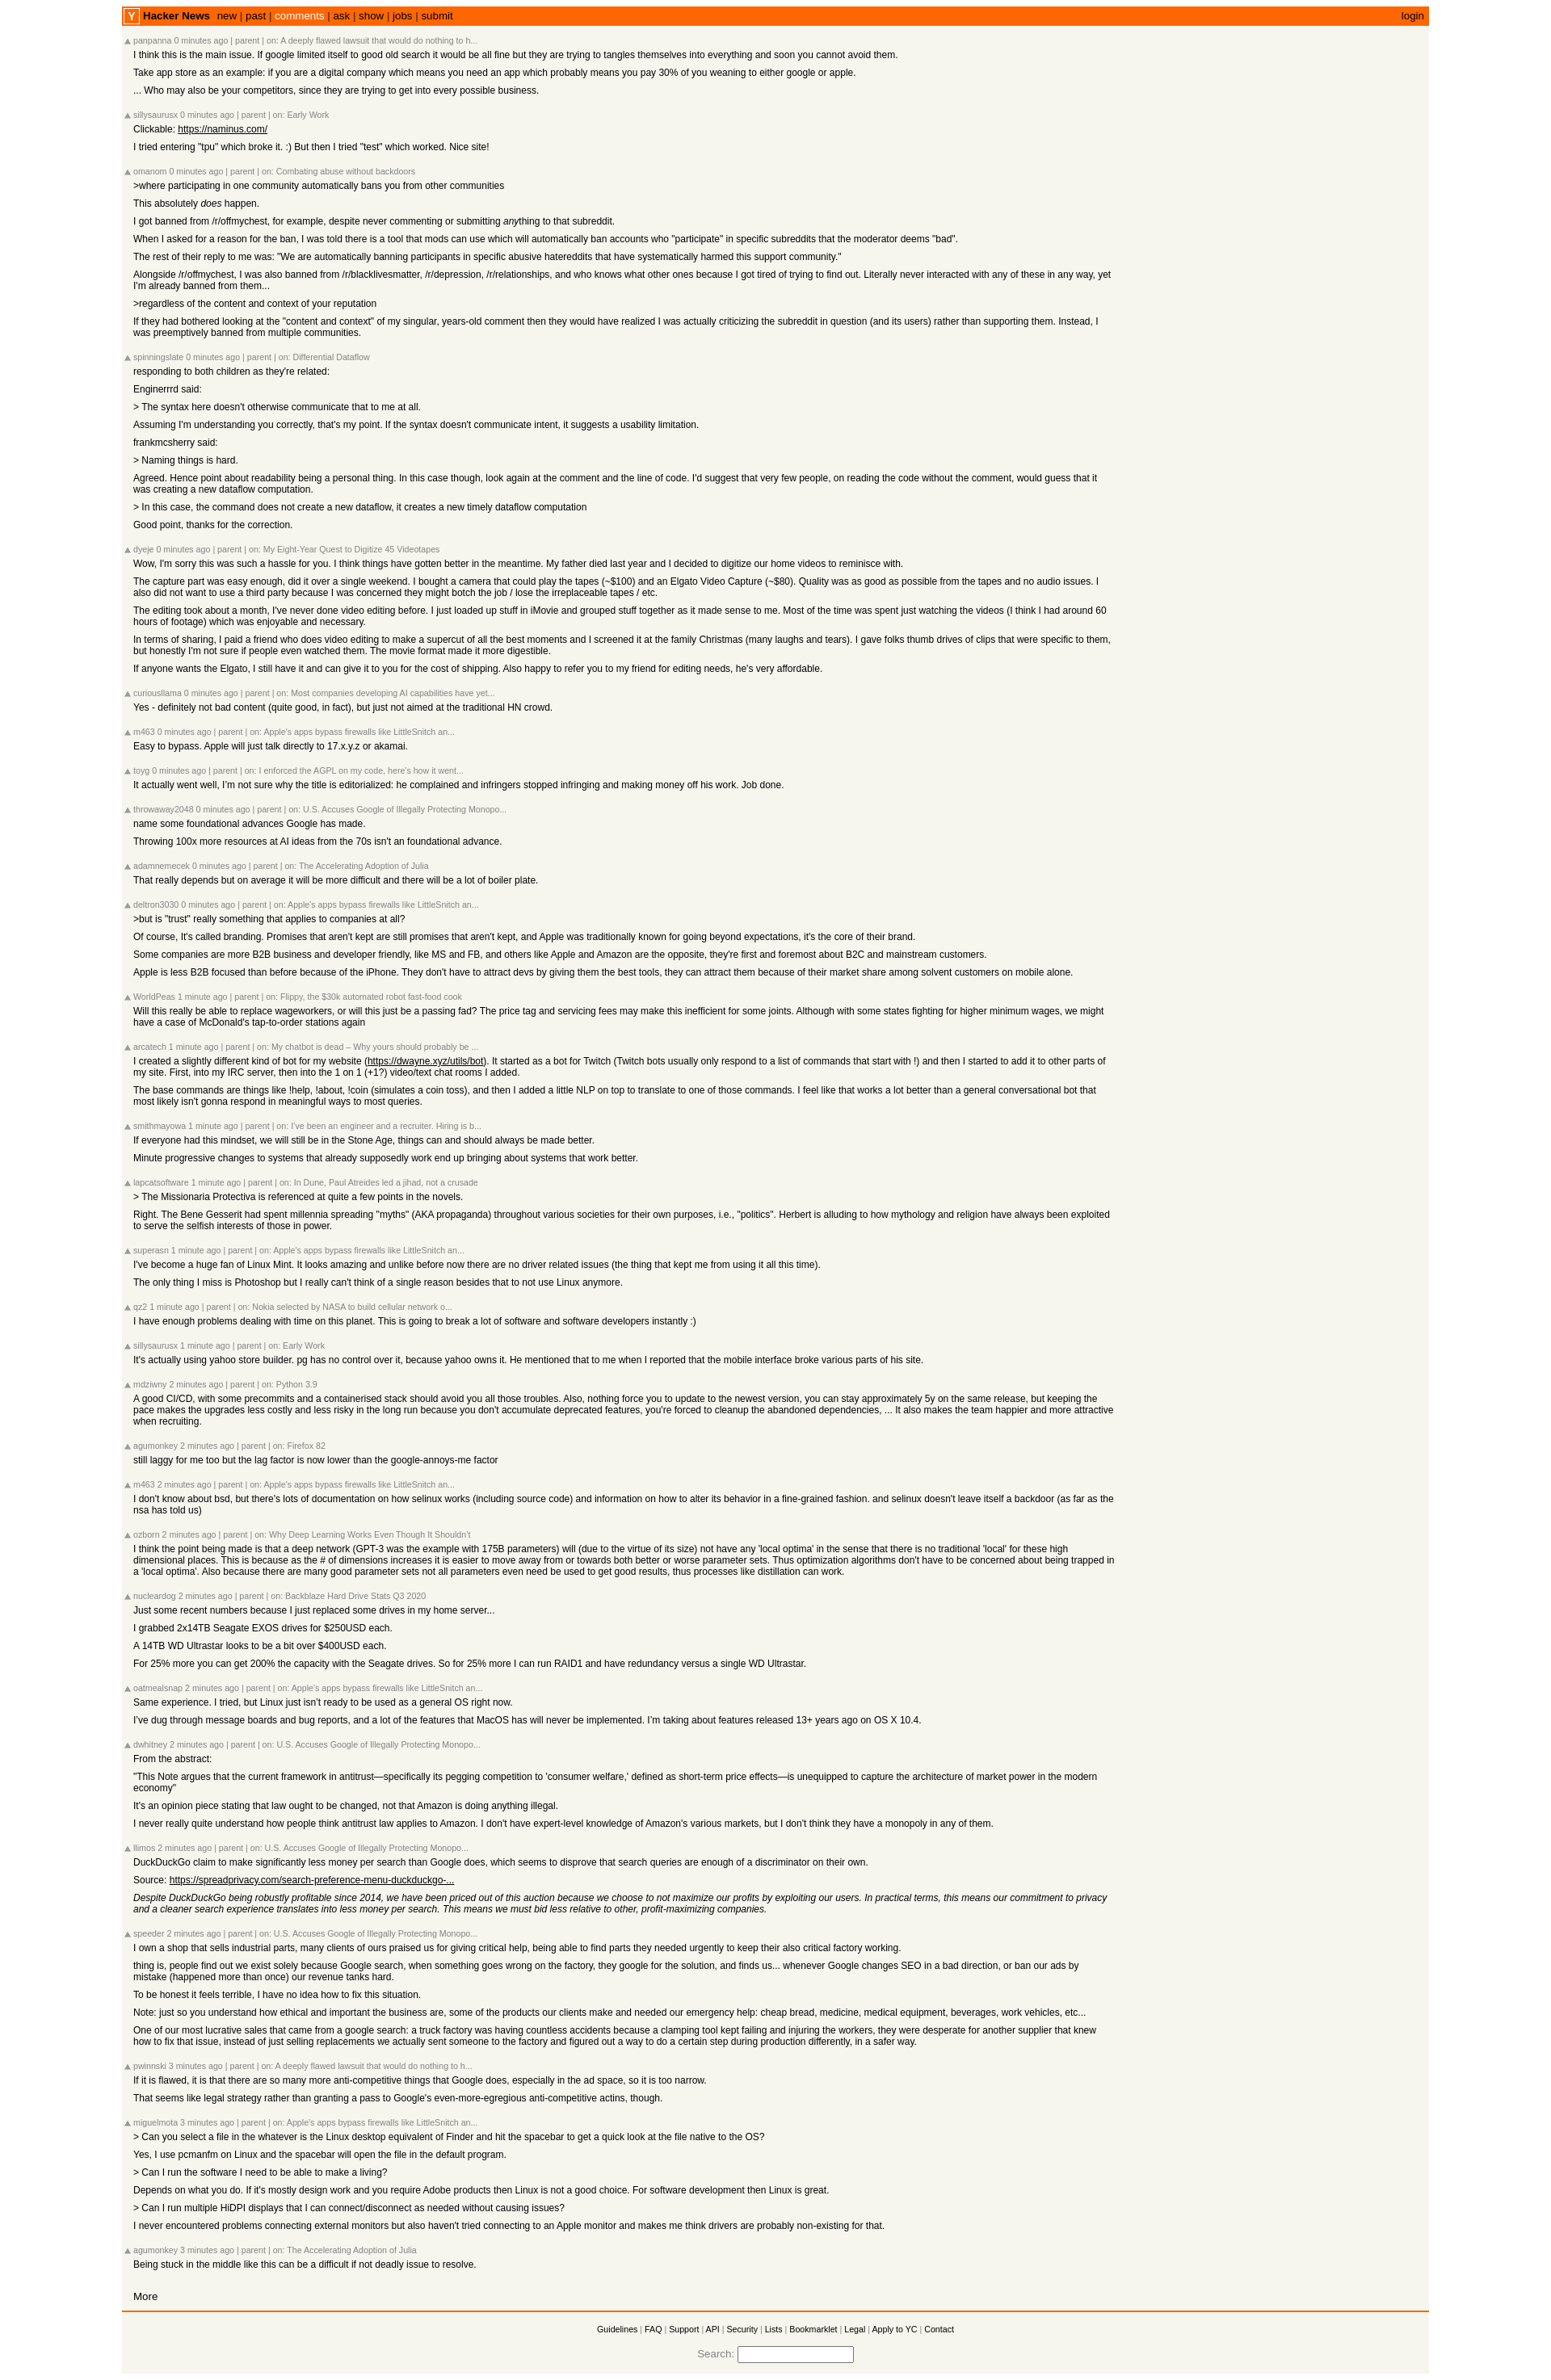 Y Hacker News new | past | comments | ask | show | jobs | submit login
panpanna 0 minutes ago | parent | on: A deeply flawed lawsuit that would do nothing to h...
I think this is the main issue. If google limited itself to good old search it would be all fine but they are trying to tangles themselves into everything and soon you cannot avoid them.
Take app store as an example: if you are a digital company which means you need an app which probably means you pay 30% of you weaning to either google or apple.
... Who may also be your competitors, since they are trying to get into every possible business.
sillysaurusx 0 minutes ago | parent | on: Early Work
Clickable: https://naminus.com/
I tried entering "tpu" which broke it. :) But then I tried "test" which worked. Nice site!
omanom 0 minutes ago | parent | on: Combating abuse without backdoors
>where participating in one community automatically bans you from other communities
This absolutely does happen.
I got banned from /r/offmychest, for example, despite never commenting or submitting anything to that subreddit.
When I asked for a reason for the ban, I was told there is a tool that mods can use which will automatically ban accounts who "participate" in specific subreddits that the moderator deems "bad".
The rest of their reply to me was: "We are automatically banning participants in specific abusive hatereddits that have systematically harmed this support community."
Alongside /r/offmychest, I was also banned from /r/blacklivesmatter, /r/depression, /r/relationships, and who knows what other ones because I got tired of trying to find out. Literally never interacted with any of these in any way, yet
I'm already banned from them...
>regardless of the content and context of your reputation
If they had bothered looking at the "content and context" of my singular, years-old comment then they would have realized I was actually criticizing the subreddit in question (and its users) rather than supporting them. Instead, I
was preemptively banned from multiple communities.
spinningslate 0 minutes ago | parent | on: Differential Dataflow
responding to both children as they're related:
Enginerrrd said:
> The syntax here doesn't otherwise communicate that to me at all.
Assuming I'm understanding you correctly, that's my point. If the syntax doesn't communicate intent, it suggests a usability limitation.
frankmcsherry said:
> Naming things is hard.
Agreed. Hence point about readability being a personal thing. In this case though, look again at the comment and the line of code. I'd suggest that very few people, on reading the code without the comment, would guess that it
was creating a new dataflow computation.
> In this case, the command does not create a new dataflow, it creates a new timely dataflow computation
Good point, thanks for the correction.
dyeje 0 minutes ago | parent | on: My Eight-Year Quest to Digitize 45 Videotapes
Wow, I'm sorry this was such a hassle for you. I think things have gotten better in the meantime. My father died last year and I decided to digitize our home videos to reminisce with.
The capture part was easy enough, did it over a single weekend. I bought a camera that could play the tapes (~$100) and an Elgato Video Capture (~$80). Quality was as good as possible from the tapes and no audio issues. I
also did not want to use a third party because I was concerned they might botch the job / lose the irreplaceable tapes / etc.
The editing took about a month, I've never done video editing before. I just loaded up stuff in iMovie and grouped stuff together as it made sense to me. Most of the time was spent just watching the videos (I think I had around 60
hours of footage) which was enjoyable and necessary.
In terms of sharing, I paid a friend who does video editing to make a supercut of all the best moments and I screened it at the family Christmas (many laughs and tears). I gave folks thumb drives of clips that were specific to them,
but honestly I'm not sure if people even watched them. The movie format made it more digestible.
If anyone wants the Elgato, I still have it and can give it to you for the cost of shipping. Also happy to refer you to my friend for editing needs, he's very affordable.
curiousllama 0 minutes ago | parent | on: Most companies developing AI capabilities have yet...
Yes - definitely not bad content (quite good, in fact), but just not aimed at the traditional HN crowd.
m463 0 minutes ago | parent | on: Apple's apps bypass firewalls like LittleSnitch an...
Easy to bypass. Apple will just talk directly to 17.x.y.z or akamai.
toyg 0 minutes ago | parent | on: I enforced the AGPL on my code, here's how it went...
It actually went well, I'm not sure why the title is editorialized: he complained and infringers stopped infringing and making money off his work. Job done.
throwaway2048 0 minutes ago | parent | on: U.S. Accuses Google of Illegally Protecting Monopo...
name some foundational advances Google has made.
Throwing 100x more resources at AI ideas from the 70s isn't an foundational advance.
adamnemecek 0 minutes ago | parent | on: The Accelerating Adoption of Julia
That really depends but on average it will be more difficult and there will be a lot of boiler plate.
deltron3030 0 minutes ago | parent | on: Apple's apps bypass firewalls like LittleSnitch an...
>but is "trust" really something that applies to companies at all?
Of course, It's called branding. Promises that aren't kept are still promises that aren't kept, and Apple was traditionally known for going beyond expectations, it's the core of their brand.
Some companies are more B2B business and developer friendly, like MS and FB, and others like Apple and Amazon are the opposite, they're first and foremost about B2C and mainstream customers.
Apple is less B2B focused than before because of the iPhone. They don't have to attract devs by giving them the best tools, they can attract them because of their market share among solvent customers on mobile alone.
WorldPeas 1 minute ago | parent | on: Flippy, the $30k automated robot fast-food cook
Will this really be able to replace wageworkers, or will this just be a passing fad? The price tag and servicing fees may make this inefficient for some joints. Although with some states fighting for higher minimum wages, we might
have a case of McDonald's tap-to-order stations again
arcatech 1 minute ago | parent | on: My chatbot is dead – Why yours should probably be ...
I created a slightly different kind of bot for my website (https://dwayne.xyz/utils/bot). It started as a bot for Twitch (Twitch bots usually only respond to a list of commands that start with !) and then I started to add it to other parts of
my site. First, into my IRC server, then into the 1 on 1 (+1?) video/text chat rooms I added.
The base commands are things like !help, !about, !coin (simulates a coin toss), and then I added a little NLP on top to translate to one of those commands. I feel like that works a lot better than a general conversational bot that
most likely isn't gonna respond in meaningful ways to most queries.
smithmayowa 1 minute ago | parent | on: I've been an engineer and a recruiter. Hiring is b...
If everyone had this mindset, we will still be in the Stone Age, things can and should always be made better.
Minute progressive changes to systems that already supposedly work end up bringing about systems that work better.
lapcatsoftware 1 minute ago | parent | on: In Dune, Paul Atreides led a jihad, not a crusade
> The Missionaria Protectiva is referenced at quite a few points in the novels.
Right. The Bene Gesserit had spent millennia spreading "myths" (AKA propaganda) throughout various societies for their own purposes, i.e., "politics". Herbert is alluding to how mythology and religion have always been exploited
to serve the selfish interests of those in power.
superasn 1 minute ago | parent | on: Apple's apps bypass firewalls like LittleSnitch an...
I've become a huge fan of Linux Mint. It looks amazing and unlike before now there are no driver related issues (the thing that kept me from using it all this time).
The only thing I miss is Photoshop but I really can't think of a single reason besides that to not use Linux anymore.
qz2 1 minute ago | parent | on: Nokia selected by NASA to build cellular network o...
I have enough problems dealing with time on this planet. This is going to break a lot of software and software developers instantly :)
sillysaurusx 1 minute ago | parent | on: Early Work
It's actually using yahoo store builder. pg has no control over it, because yahoo owns it. He mentioned that to me when I reported that the mobile interface broke various parts of his site.
mdziwny 2 minutes ago | parent | on: Python 3.9
A good CI/CD, with some precommits and a containerised stack should avoid you all those troubles. Also, nothing force you to update to the newest version, you can stay approximately 5y on the same release, but keeping the
pace makes the upgrades less costly and less risky in the long run because you don't accumulate deprecated features, you're forced to cleanup the abandoned dependencies, ... It also makes the team happier and more attractive
when recruiting.
agumonkey 2 minutes ago | parent | on: Firefox 82
still laggy for me too but the lag factor is now lower than the google-annoys-me factor
m463 2 minutes ago | parent | on: Apple's apps bypass firewalls like LittleSnitch an...
I don't know about bsd, but there's lots of documentation on how selinux works (including source code) and information on how to alter its behavior in a fine-grained fashion. and selinux doesn't leave itself a backdoor (as far as the
nsa has told us)
ozborn 2 minutes ago | parent | on: Why Deep Learning Works Even Though It Shouldn't
I think the point being made is that a deep network (GPT-3 was the example with 175B parameters) will (due to the virtue of its size) not have any 'local optima' in the sense that there is no traditional 'local' for these high
dimensional places. This is because as the # of dimensions increases it is easier to move away from or towards both better or worse parameter sets. Thus optimization algorithms don't have to be concerned about being trapped in
a 'local optima'. Also because there are many good parameter sets not all parameters even need be used to get good results, thus processes like distillation can work.
nucleardog 2 minutes ago | parent | on: Backblaze Hard Drive Stats Q3 2020
Just some recent numbers because I just replaced some drives in my home server...
I grabbed 2x14TB Seagate EXOS drives for $250USD each.
A 14TB WD Ultrastar looks to be a bit over $400USD each.
For 25% more you can get 200% the capacity with the Seagate drives. So for 25% more I can run RAID1 and have redundancy versus a single WD Ultrastar.
oatmealsnap 2 minutes ago | parent | on: Apple's apps bypass firewalls like LittleSnitch an...
Same experience. I tried, but Linux just isn't ready to be used as a general OS right now.
I've dug through message boards and bug reports, and a lot of the features that MacOS has will never be implemented. I'm taking about features released 13+ years ago on OS X 10.4.
dwhitney 2 minutes ago | parent | on: U.S. Accuses Google of Illegally Protecting Monopo...
From the abstract:
"This Note argues that the current framework in antitrust—specifically its pegging competition to 'consumer welfare,' defined as short-term price effects—is unequipped to capture the architecture of market power in the modern
economy"
It's an opinion piece stating that law ought to be changed, not that Amazon is doing anything illegal.
I never really quite understand how people think antitrust law applies to Amazon. I don't have expert-level knowledge of Amazon's various markets, but I don't think they have a monopoly in any of them.
llimos 2 minutes ago | parent | on: U.S. Accuses Google of Illegally Protecting Monopo...
DuckDuckGo claim to make significantly less money per search than Google does, which seems to disprove that search queries are enough of a discriminator on their own.
Source: https://spreadprivacy.com/search-preference-menu-duckduckgo-...
Despite DuckDuckGo being robustly profitable since 2014, we have been priced out of this auction because we choose to not maximize our profits by exploiting our users. In practical terms, this means our commitment to privacy
and a cleaner search experience translates into less money per search. This means we must bid less relative to other, profit-maximizing companies.
speeder 2 minutes ago | parent | on: U.S. Accuses Google of Illegally Protecting Monopo...
I own a shop that sells industrial parts, many clients of ours praised us for giving critical help, being able to find parts they needed urgently to keep their also critical factory working.
thing is, people find out we exist solely because Google search, when something goes wrong on the factory, they google for the solution, and finds us... whenever Google changes SEO in a bad direction, or ban our ads by
mistake (happened more than once) our revenue tanks hard.
To be honest it feels terrible, I have no idea how to fix this situation.
Note: just so you understand how ethical and important the business are, some of the products our clients make and needed our emergency help: cheap bread, medicine, medical equipment, beverages, work vehicles, etc...
One of our most lucrative sales that came from a google search: a truck factory was having countless accidents because a clamping tool kept failing and injuring the workers, they were desperate for another supplier that knew
how to fix that issue, instead of just selling replacements we actually sent someone to the factory and figured out a way to do a certain step during production differently, in a safer way.
pwinnski 3 minutes ago | parent | on: A deeply flawed lawsuit that would do nothing to h...
If it is flawed, it is that there are so many more anti-competitive things that Google does, especially in the ad space, so it is too narrow.
That seems like legal strategy rather than granting a pass to Google's even-more-egregious anti-competitive actins, though.
miguelmota 3 minutes ago | parent | on: Apple's apps bypass firewalls like LittleSnitch an...
> Can you select a file in the whatever is the Linux desktop equivalent of Finder and hit the spacebar to get a quick look at the file native to the OS?
Yes, I use pcmanfm on Linux and the spacebar will open the file in the default program.
> Can I run the software I need to be able to make a living?
Depends on what you do. If it's mostly design work and you require Adobe products then Linux is not a good choice. For software development then Linux is great.
> Can I run multiple HiDPI displays that I can connect/disconnect as needed without causing issues?
I never encountered problems connecting external monitors but also haven't tried connecting to an Apple monitor and makes me think drivers are probably non-existing for that.
agumonkey 3 minutes ago | parent | on: The Accelerating Adoption of Julia
Being stuck in the middle like this can be a difficult if not deadly issue to resolve.
More
Guidelines | FAQ | Support | API | Security | Lists | Bookmarklet | Legal | Apply to YC | Contact
Search: